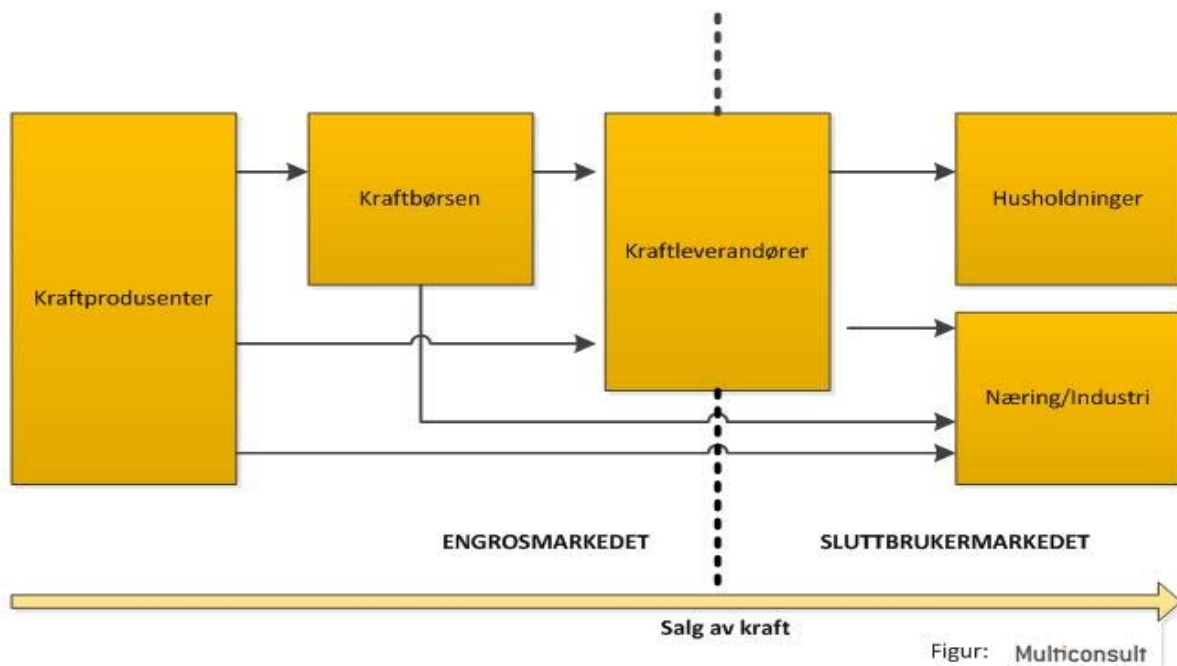 Kraftprodusenter
Kraftbørsen
Kraftleverandører
Husholdninger
Næring/Industri
ENGROSMARKEDET
SLUTTBRUKERMARKEDET
Salg av kraft
Figur: Multiconsult